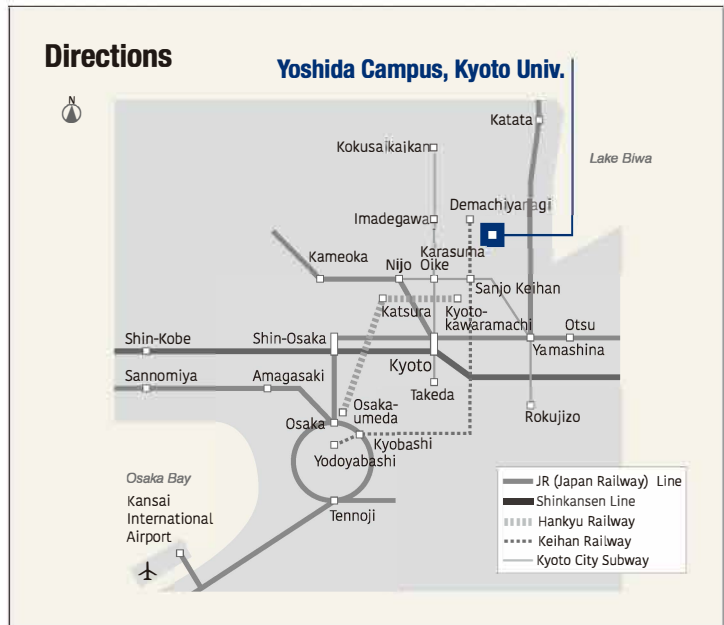 Directions
Yoshida Campus, Kyoto Univ.
N
Katata
Kokusaikaikan
Lake Biwa
Demachiyanagi
Imadegawa
Karasuma
Oike
Kameoka
Nijo
Sanjo Keihan
Katsura
Kyoto-
kawaramachi
Otsu
Shin-Kobe
Shin-Osaka
Yamashina
Kyoto
Sannomiya
Amagasaki
Takeda
Osaka-
umeda
Rokujizo
Osaka
Kyobashi
Yodoyabashi
Osaka Bay
Kansai
International
Airport
Tennoji
JR (Japan Railway) Line
Shinkansen Line
Hankyu Railway
Keihan Railway
Kyoto City Subway